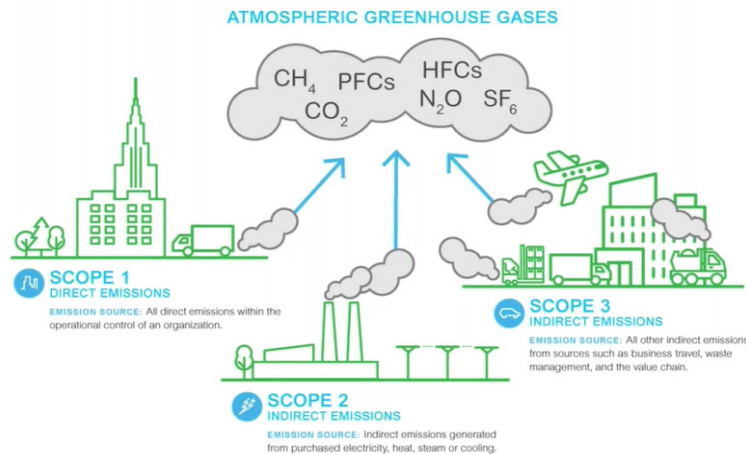 ATMOSPHERIC GREENHOUSE GASES
CH₄ PFCs HFCs
CO₂ N₂O SF₆
SCOPE 1
DIRECT EMISSIONS
EMISSION SOURCE: All direct emissions within the
operational control of an organization.
SCOPE 2
INDIRECT EMISSIONS
EMISSION SOURCE: Indirect emissions generated
from purchased electricity, heat, steam or cooling.
SCOPE 3
INDIRECT EMISSIONS
EMISSION SOURCE: All other indirect emissions
from sources such as business travel, waste
management, and the value chain.